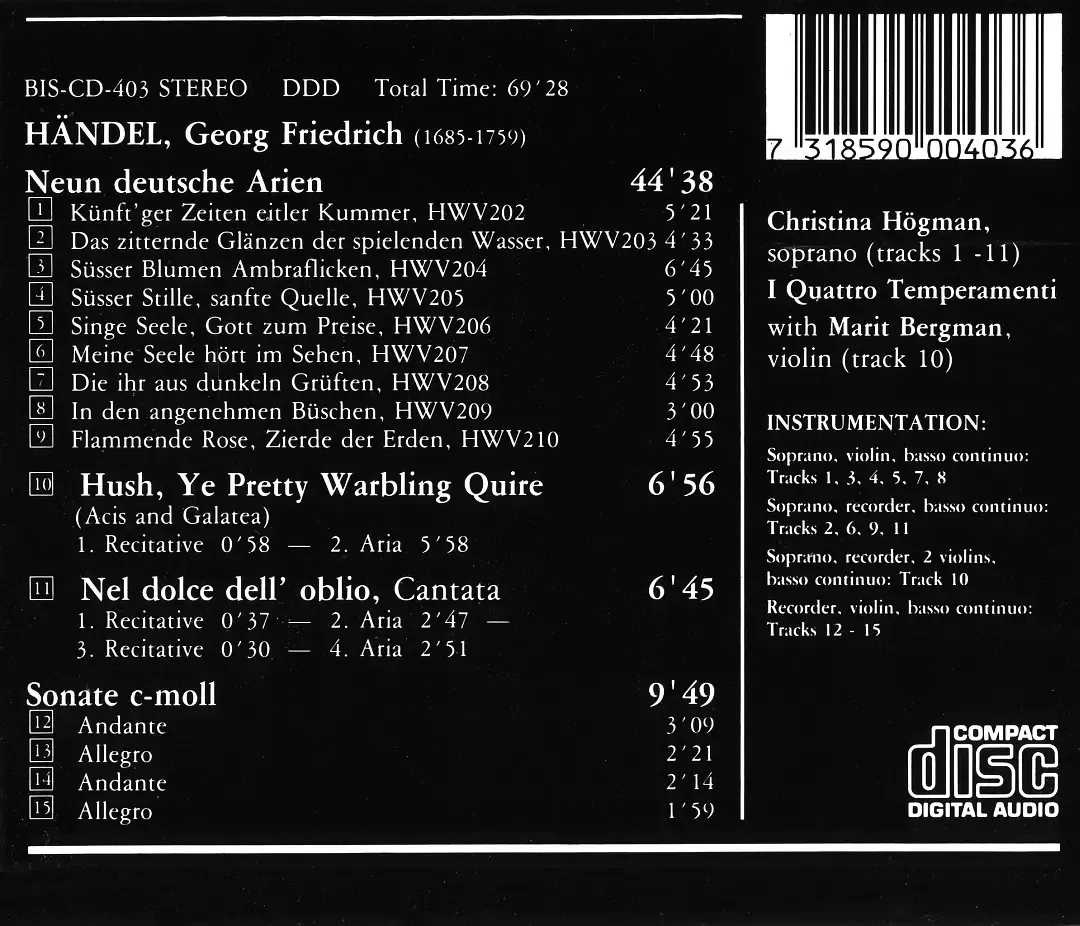 BIS-CD-403 STEREO DDD Total Time: 69'28
HÄNDEL, Georg Friedrich (1685-1759)
Neun deutsche Arien 44'38
1 Künft'ger Zeiten eitler Kummer, HWV202 5'21
2 Das zitternde Glänzen der spielenden Wasser, HWV203 4'33
3 Süsser Blumen Ambraflicken, HWV204 6'45
4 Süsser Stille, sanfte Quelle, HWV205 5'00
5 Singe Seele, Gott zum Preise, HWV206 4'21
6 Meine Seele hört im Sehen, HWV207 4'48
7 Die ihr aus dunkeln Grüften, HWV208 4'53
8 In den angenehmen Büschen, HWV209 3'00
9 Flammende Rose, Zierde der Erden, HWV210 4'55
10 Hush, Ye Pretty Warbling Quire 6'56
(Acis and Galatea)
1. Recitative 0'58 — 2. Aria 5'58
11 Nel dolce dell' oblio, Cantata 6'45
1. Recitative 0'37 — 2. Aria 2'47 —
3. Recitative 0'30 — 4. Aria 2'51
Sonate c-moll 9'49
12 Andante 3'09
13 Allegro 2'21
14 Andante 2'14
15 Allegro 1'59
7 318590 004036
Christina Högman,
soprano (tracks 1 -11)
I Quattro Temperamenti
with Marit Bergman,
violin (track 10)
INSTRUMENTATION:
Soprano, violin, basso continuo:
Tracks 1, 3, 4, 5, 7, 8
Soprano, recorder, basso continuo:
Tracks 2, 6, 9, 11
Soprano, recorder, 2 violins,
basso continuo: Track 10
Recorder, violin, basso continuo:
Tracks 12 - 15
COMPACT
disc
DIGITAL AUDIO